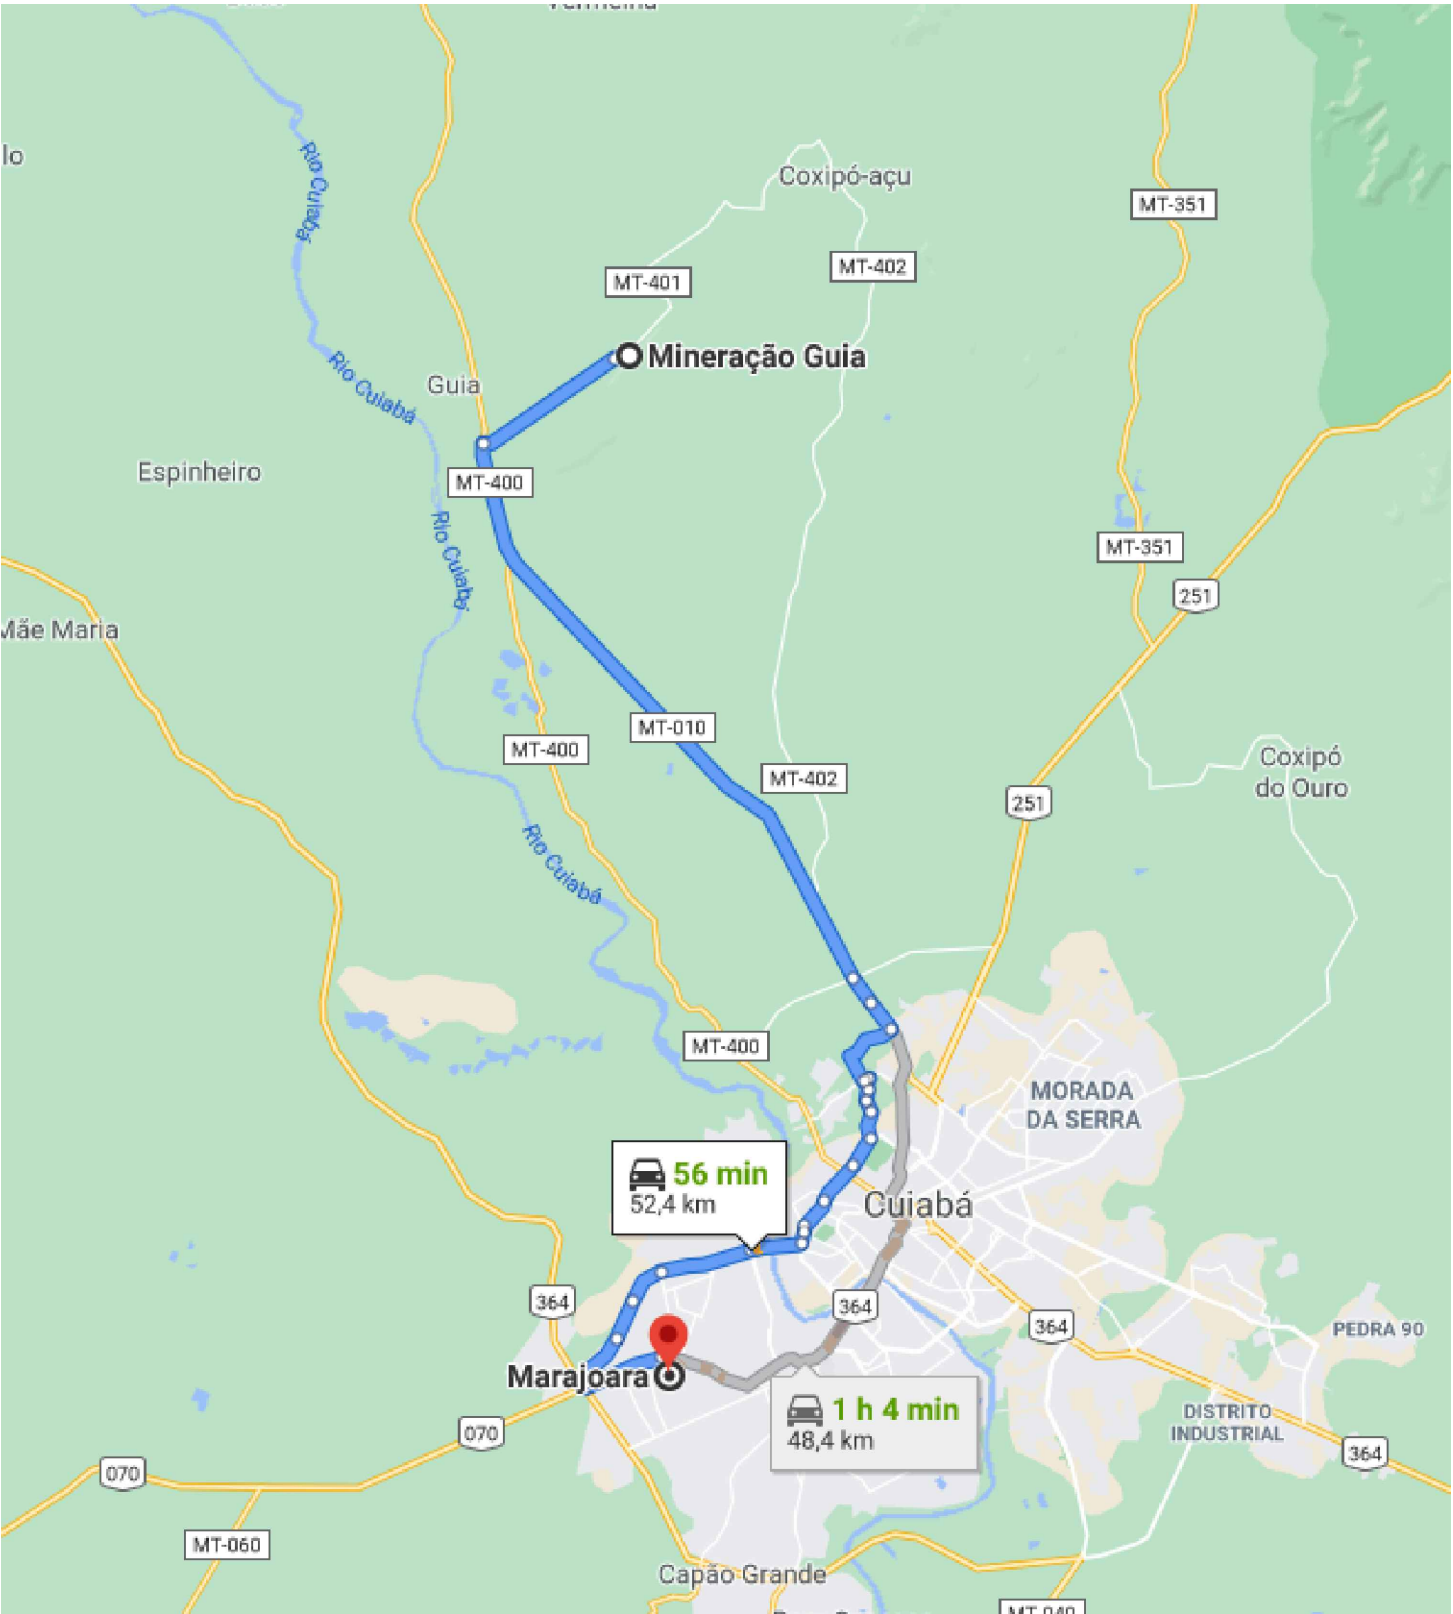 lo
Rio Cuiabá
Coxipó-açu
MT-351
MT-401
MT-402
Mineração Guia
Rio Cuiabá
Guia
Espinheiro
MT-400
Rio Cuiabá
MT-351
251
Mãe Maria
MT-010
MT-400
Coxipó
do Ouro
MT-402
251
Rio Cuiabá
MT-400
MORADA
DA SERRA
56 min
52,4 km
Cuiabá
364
364
364
PEDRA 90
Marajoara
1 h 4 min
48,4 km
DISTRITO
INDUSTRIAL
070
364
070
MT-060
Capão Grande